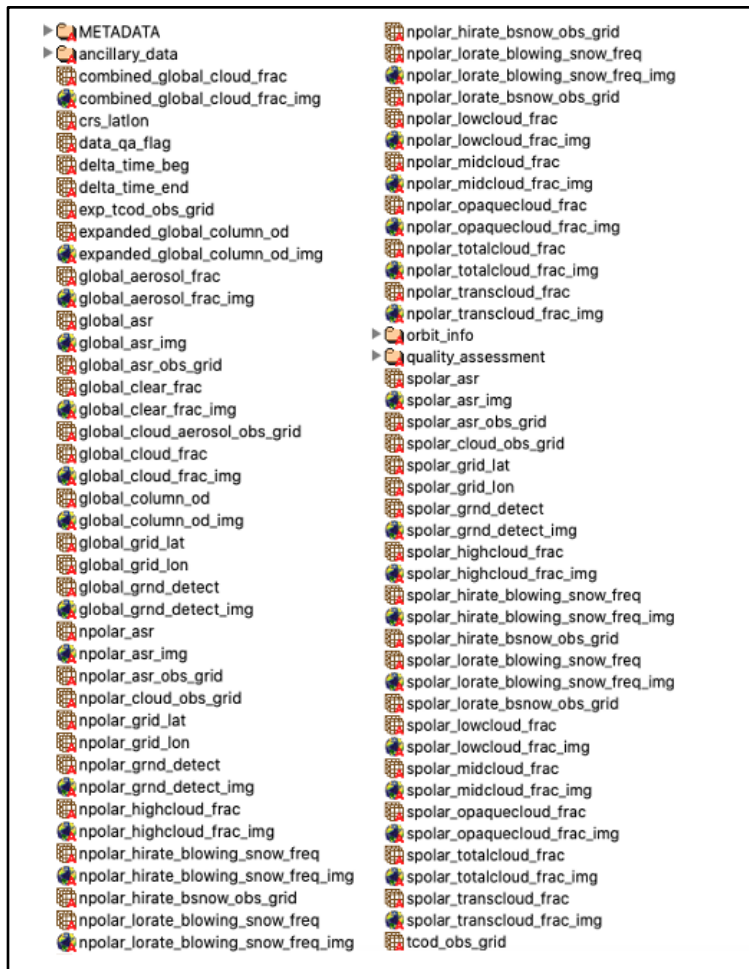 METADATA
ancillary_data
combined_global_cloud_frac
combined_global_cloud_frac_img
crs_latlon
data_qa_flag
delta_time_beg
delta_time_end
exp_tcod_obs_grid
expanded_global_column_od
expanded_global_column_od_img
global_aerosol_frac
global_aerosol_frac_img
global_asr
global_asr_img
global_asr_obs_grid
global_clear_frac
global_clear_frac_img
global_cloud_aerosol_obs_grid
global_cloud_frac
global_cloud_frac_img
global_column_od
global_column_od_img
global_grid_lat
global_grid_lon
global_grnd_detect
global_grnd_detect_img
npolar_asr
npolar_asr_img
npolar_asr_obs_grid
npolar_cloud_obs_grid
npolar_grid_lat
npolar_grid_lon
npolar_grnd_detect
npolar_grnd_detect_img
npolar_highcloud_frac
npolar_highcloud_frac_img
npolar_hirate_blowing_snow_freq
npolar_hirate_blowing_snow_freq_img
npolar_hirate_bsnow_obs_grid
npolar_lorate_blowing_snow_freq
npolar_lorate_blowing_snow_freq_img
npolar_hirate_bsnow_obs_grid
npolar_lorate_blowing_snow_freq
npolar_lorate_blowing_snow_freq_img
npolar_lorate_bsnow_obs_grid
npolar_lowcloud_frac
npolar_lowcloud_frac_img
npolar_midcloud_frac
npolar_midcloud_frac_img
npolar_opaquecloud_frac
npolar_opaquecloud_frac_img
npolar_totalcloud_frac
npolar_totalcloud_frac_img
npolar_transcloud_frac
npolar_transcloud_frac_img
orbit_info
quality_assessment
spolar_asr
spolar_asr_img
spolar_asr_obs_grid
spolar_cloud_obs_grid
spolar_grid_lat
spolar_grid_lon
spolar_grnd_detect
spolar_grnd_detect_img
spolar_highcloud_frac
spolar_highcloud_frac_img
spolar_hirate_blowing_snow_freq
spolar_hirate_blowing_snow_freq_img
spolar_hirate_bsnow_obs_grid
spolar_lorate_blowing_snow_freq
spolar_lorate_blowing_snow_freq_img
spolar_lorate_bsnow_obs_grid
spolar_lowcloud_frac
spolar_lowcloud_frac_img
spolar_midcloud_frac
spolar_midcloud_frac_img
spolar_opaquecloud_frac
spolar_opaquecloud_frac_img
spolar_totalcloud_frac
spolar_totalcloud_frac_img
spolar_transcloud_frac
spolar_transcloud_frac_img
tcod_obs_grid